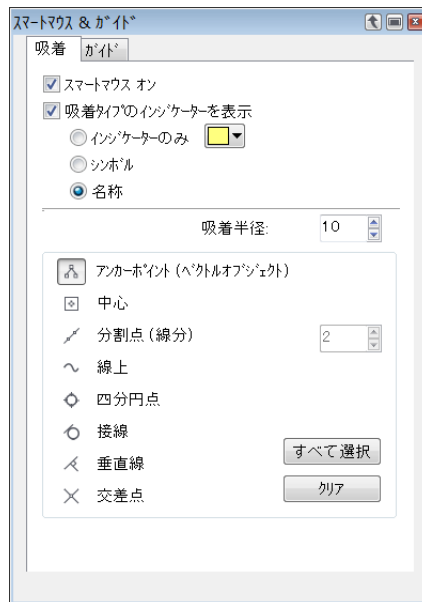 ｽﾏｰﾄﾏｳｽ & ｶﾞｲﾄﾞ
吸着 ｶﾞｲﾄﾞ
ｽﾏｰﾄﾏｳｽ ｵﾝ
吸着ﾀｲﾌﾟのｲﾝｼﾞｹｰﾀｰを表示
ｲﾝｼﾞｹｰﾀｰのみ
ｼﾝﾎﾞﾙ
名称
吸着半径: 10
ｱﾝｶｰﾎﾟｲﾝﾄ (ﾍﾞｸﾄﾙｵﾌﾞｼﾞｪｸﾄ)
中心
分割点 (線分) 2
線上
四分円点
接線
すべて選択
垂直線
ｸﾘｱ
交差点